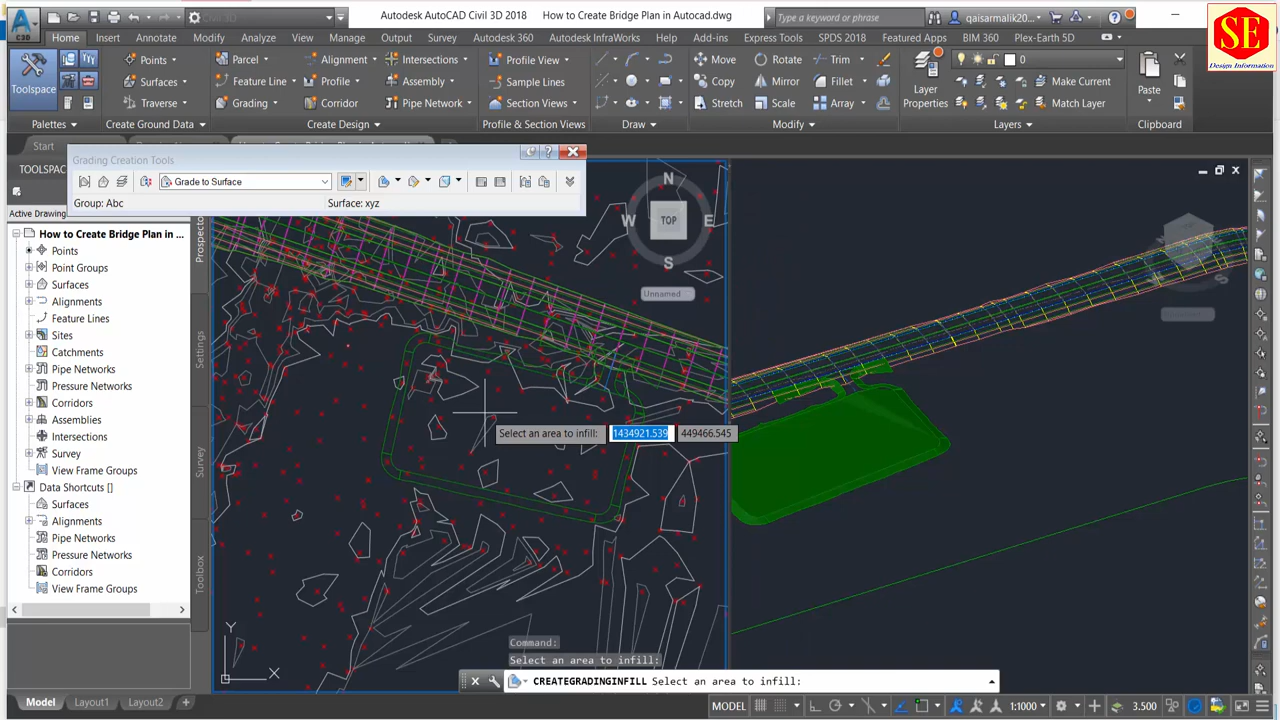 Autodesk AutoCAD Civil 3D 2018 How to Create Bridge Plan in Autocad.dwg
Type a keyword or phrase
qaisarmalik20...
SE
Design Information
C3D
Civil 3D
Home Insert Annotate Modify Analyze View Manage Output Survey Autodesk 360 Autodesk InfraWorks Help Add-ins Express Tools SPDS 2018 Featured Apps BIM 360 Plex-Earth 5D
Toolspace
Points
Surfaces
Traverse
Parcel
Feature Line
Grading
Alignment
Profile
Corridor
Intersections
Assembly
Pipe Network
Profile View
Sample Lines
Section Views
Move
Copy
Stretch
Rotate
Mirror
Scale
Trim
Fillet
Array
Layer
Properties
0
Make Current
Match Layer
Paste
Palettes Create Ground Data Create Design Profile & Section Views Draw Modify Layers Clipboard
Start
TOOLSPAC
Grading Creation Tools
Grade to Surface
Group: Abc Surface: xyz
Active Drawin
How to Create Bridge Plan in ...
Points
Point Groups
Surfaces
Alignments
Feature Lines
Sites
Catchments
Pipe Networks
Pressure Networks
Corridors
Assemblies
Intersections
Survey
View Frame Groups
Data Shortcuts []
Surfaces
Alignments
Pipe Networks
Pressure Networks
Corridors
View Frame Groups
Prospector
Settings
Survey
Toolbox
N
W TOP E
S
Unnamed
Select an area to infill: 1434921.539 449466.545
Y
X
Command:
Select an area to infill:
CREATEGRADINGINFILL Select an area to infill:
Model Layout1 Layout2 +
MODEL 1:1000 3.500